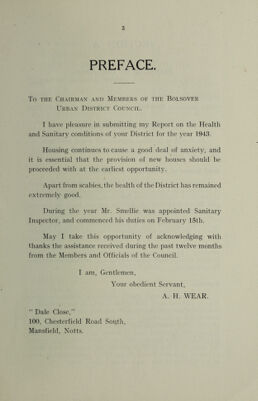 3
PREFACE.
To the Chairman and Members of the Bolsover
Urban District Council.
I have pleasure in submitting my Report on the Health
and Sanitary conditions of your District for the year 1943.
Housing continues to cause a good deal of anxiety, and
it is essential that the provision of new houses should be
proceeded with at the earliest opportunity.
Apart from scabies, the health of the District has remained
extremely good.
During the year Mr. Smellie was appointed Sanitary
Inspector, and commenced his duties on February 15th.
May I take this opportunity of acknowledging with
thanks the assistance received during the past twelve months
from the Members and Officials of the Council.
I am, Gentlemen,
Your obedient Servant,
A. H. WEAR.
" Dale Close,"
100, Chesterfield Road South,
Mansfield, Notts.